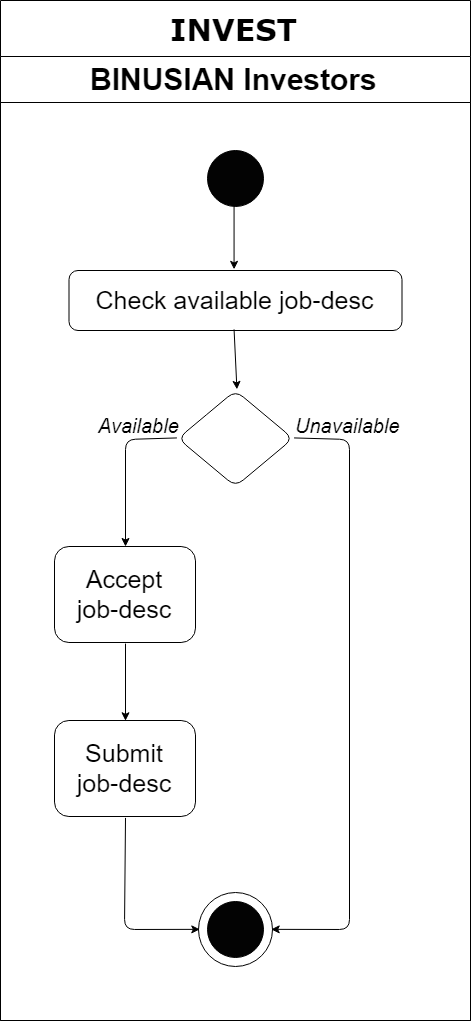 INVEST
BINUSIAN Investors
Check available job-desc
Available
Unavailable
Accept
job-desc
Submit
job-desc